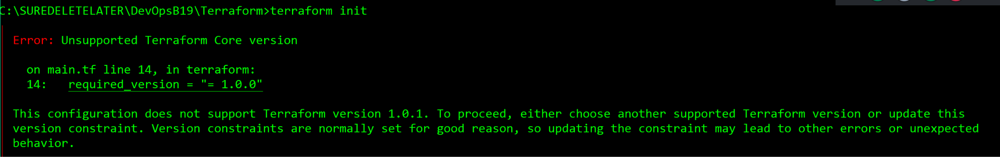 C:\SUREDELETELATER\DevOpsB19\Terraform>terraform init
Error: Unsupported Terraform Core version
on main.tf line 14, in terraform:
14:   required_version = "= 1.0.0"
This configuration does not support Terraform version 1.0.1. To proceed, either choose another supported Terraform version or update this
version constraint. Version constraints are normally set for good reason, so updating the constraint may lead to other errors or unexpected
behavior.